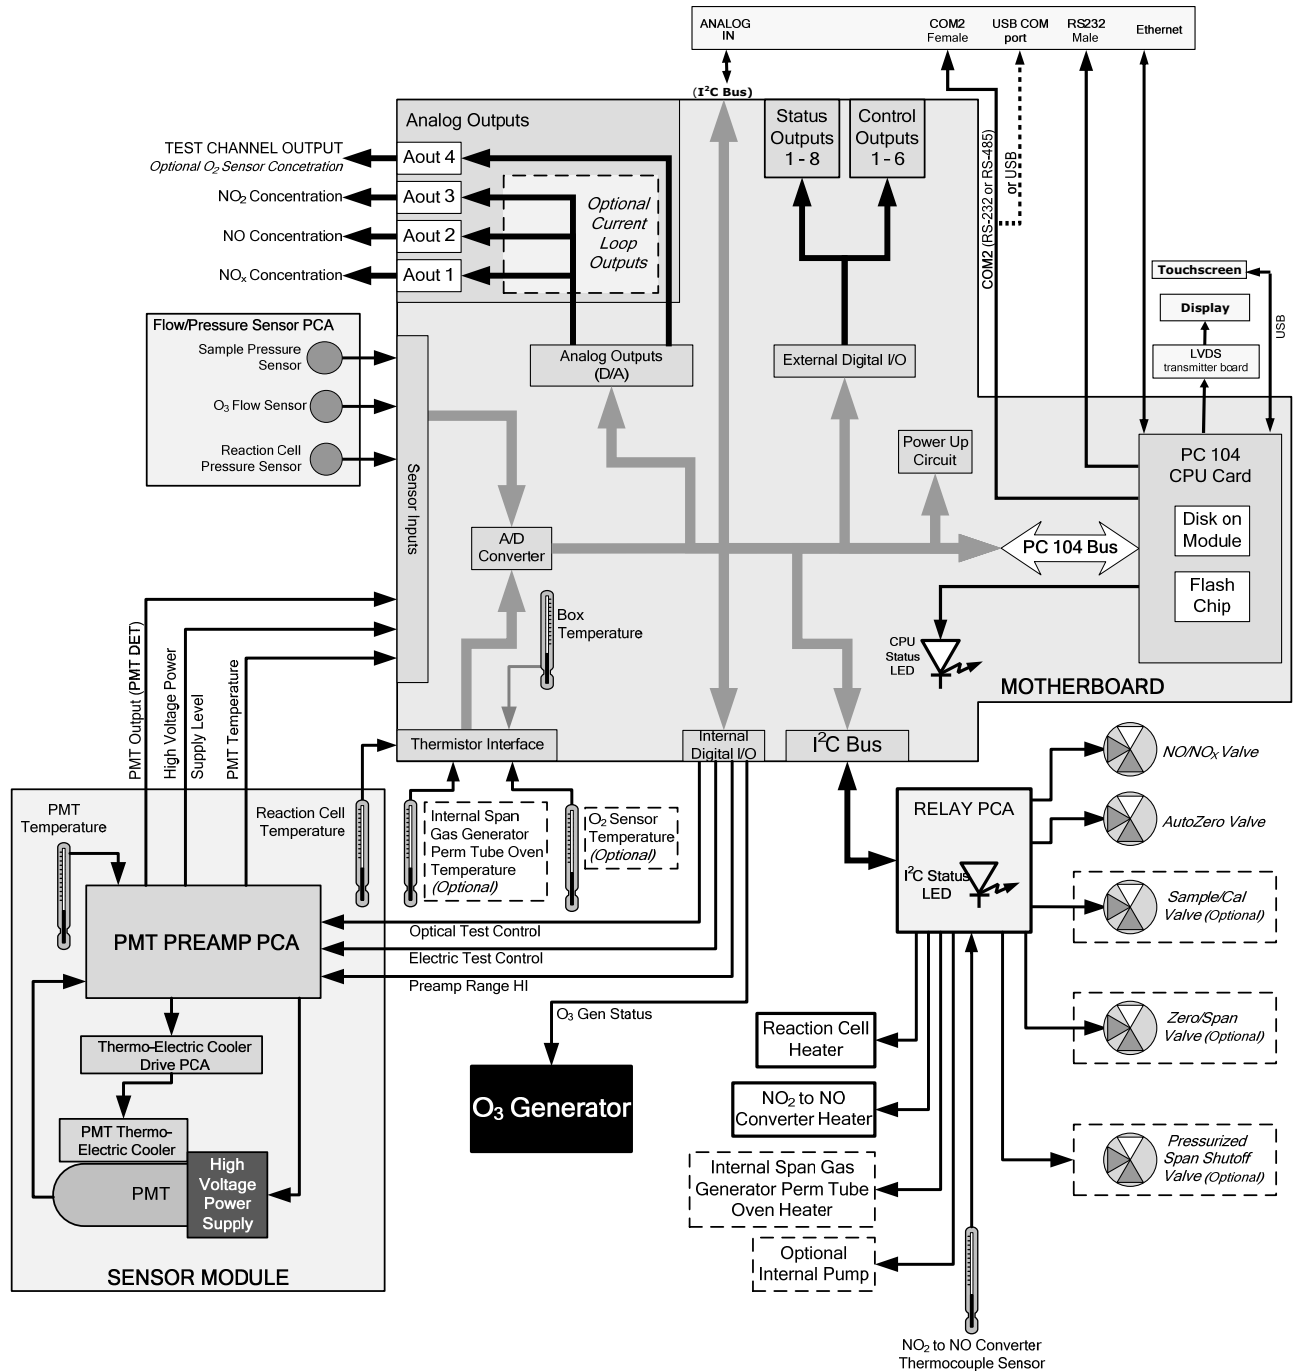 ANALOG
IN
COM2
Female
USB COM
port
RS232
Male
Ethernet
(I²C Bus)
Analog Outputs
Status
Outputs
1 - 8
Control
Outputs
1 - 6
TEST CHANNEL OUTPUT
Optional O₂ Sensor Concetration
Aout 4
NO₂ Concentration
Aout 3
NO Concentration
Aout 2
NOₓ Concentration
Aout 1
Optional
Current
Loop
Outputs
COM2 (RS-232 or RS-485)
or USB
Touchscreen
Display
LVDS
transmitter board
USB
Flow/Pressure Sensor PCA
Sample Pressure
Sensor
O₃ Flow Sensor
Reaction Cell
Pressure Sensor
Sensor Inputs
Analog Outputs
(D/A)
External Digital I/O
Power Up
Circuit
PC 104
CPU Card
Disk on
Module
Flash
Chip
A/D
Converter
PC 104 Bus
Box
Temperature
CPU
Status
LED
MOTHERBOARD
PMT Output (PMT DET)
High Voltage Power
Supply Level
PMT Temperature
Thermistor Interface
Internal
Digital I/O
I²C Bus
PMT
Temperature
Reaction Cell
Temperature
Internal Span
Gas Generator
Perm Tube Oven
Temperature
(Optional)
O₂ Sensor
Temperature
(Optional)
RELAY PCA
I²C Status
LED
NO/NOₓ Valve
AutoZero Valve
Sample/Cal
Valve (Optional)
Zero/Span
Valve (Optional)
Pressurized
Span Shutoff
Valve (Optional)
PMT PREAMP PCA
Optical Test Control
Electric Test Control
Preamp Range HI
O₃ Gen Status
O₃ Generator
Thermo-Electric Cooler
Drive PCA
PMT Thermo-
Electric Cooler
PMT
High
Voltage
Power
Supply
SENSOR MODULE
Reaction Cell
Heater
NO₂ to NO
Converter Heater
Internal Span Gas
Generator Perm Tube
Oven Heater
Optional
Internal Pump
NO₂ to NO Converter
Thermocouple Sensor